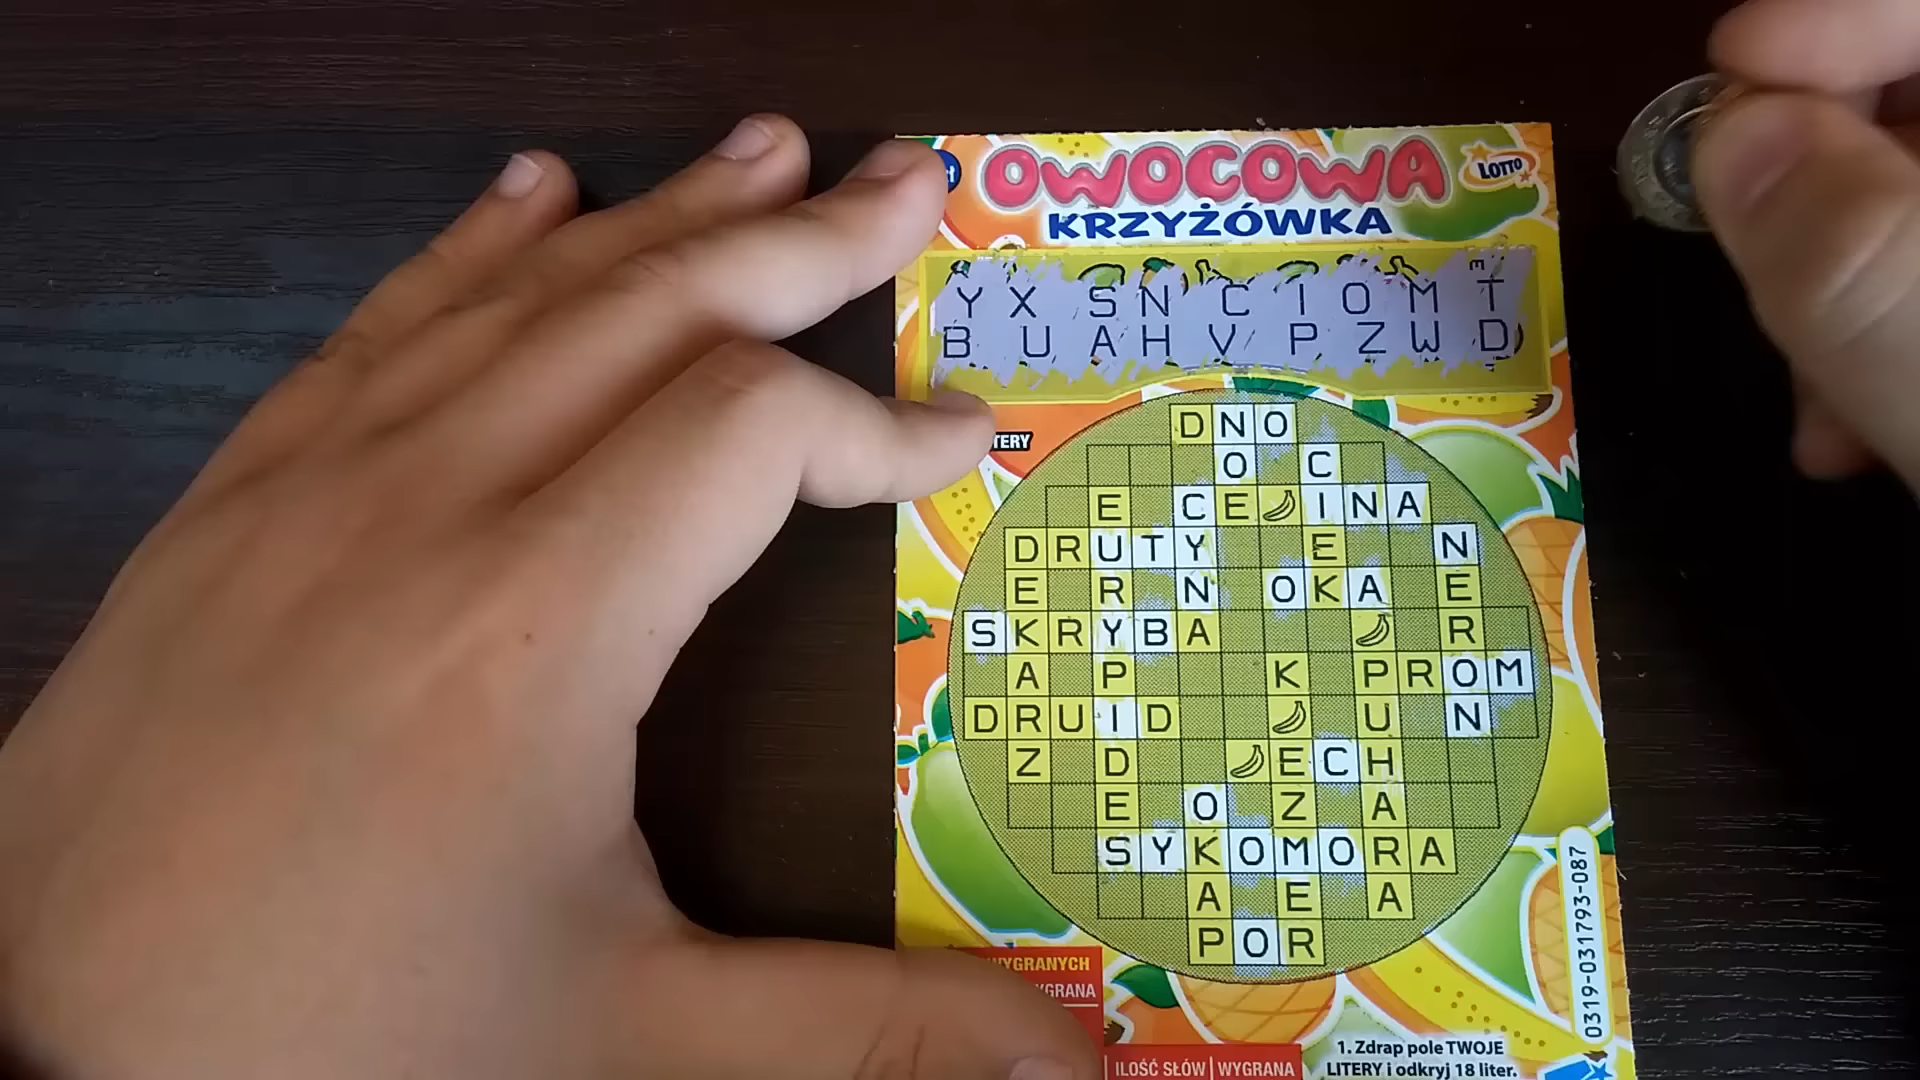 OWOCOWA
LOTTO
KRZYŻÓWKA
Y X S N C I O M T
B U A H V P Z W D
TERY
DNO
O C
E CE INA
DRUTY E N
E R N OKA E
SKRYBA R
A P K PROM
DRUID U N
Z D ECH
E O Z A
SYKOMORA
A E A
POR
WYGRANYCH
WYGRANA
ILOŚĆ SŁÓW WYGRANA
1. Zdrap pole TWOJE
LITERY i odkryj 18 liter.
0319-031793-087